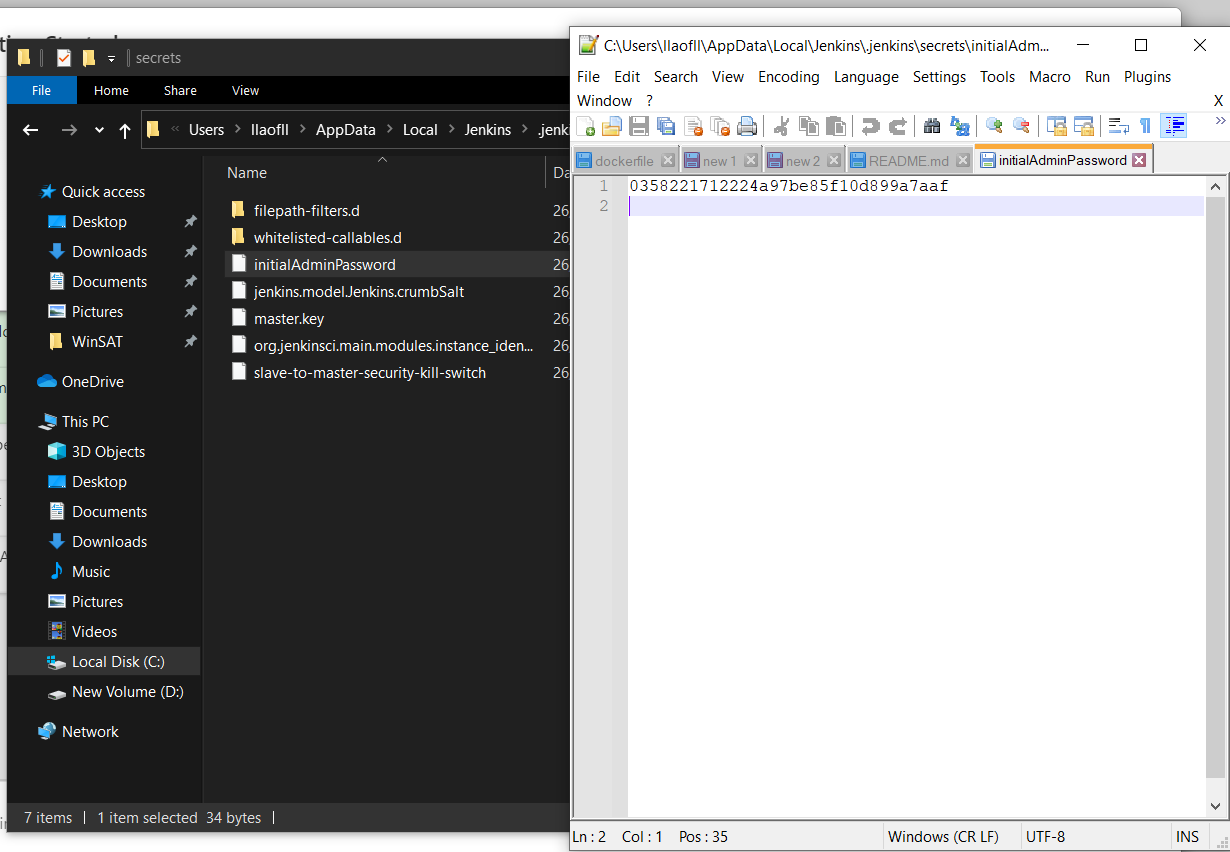 secrets
File Home Share View
Users > llaofll > AppData > Local > Jenkins > .jenk
Name
Da
Quick access
Desktop
Downloads
Documents
Pictures
WinSAT
OneDrive
This PC
3D Objects
Desktop
Documents
Downloads
Music
Pictures
Videos
Local Disk (C:)
New Volume (D:)
Network
filepath-filters.d 26
whitelisted-callables.d 26
initialAdminPassword 26
jenkins.model.Jenkins.crumbSalt 26
master.key 26
org.jenkinsci.main.modules.instance_iden... 26
slave-to-master-security-kill-switch 26
7 items 1 item selected 34 bytes
C:\Users\llaofll\AppData\Local\Jenkins\.jenkins\secrets\initialAdm...
File Edit Search View Encoding Language Settings Tools Macro Run Plugins
Window ? X
dockerfile new 1 new 2 README.md initialAdminPassword
1 0358221712224a97be85f10d899a7aaf
2
Ln : 2 Col : 1 Pos : 35 Windows (CR LF) UTF-8 INS